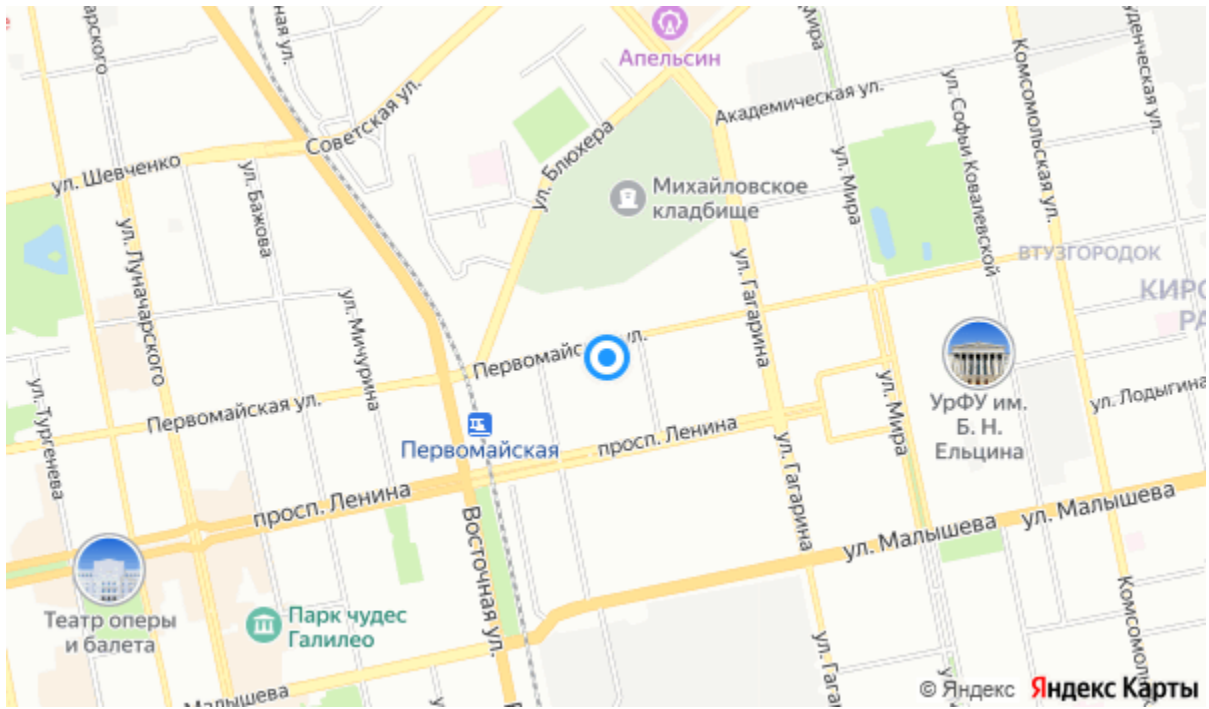 Апельсин
ул. Мира
Академическая ул.
ул. Софьи Ковалевской
Комсомольская ул.
Советская ул.
ул. Шевченко
ул. Бажова
ул. Блюхера
Михайловское
кладбище
ул. Мира
ВТУЗГОРОДОК
ул. Луначарского
ул. Гагарина
ул. Мичурина
Первомайская ул.
ул. Тургенева
ул. Мира
УрФУ им.
Б. Н.
Ельцина
ул. Лодыгина
Первомайская
просп. Ленина
ул. Гагарина
просп. Ленина
Восточная ул.
ул. Малышева
ул. Малышева
Театр оперы
и балета
Парк чудес
Галилео
Малышева
© Яндекс Яндекс Карты